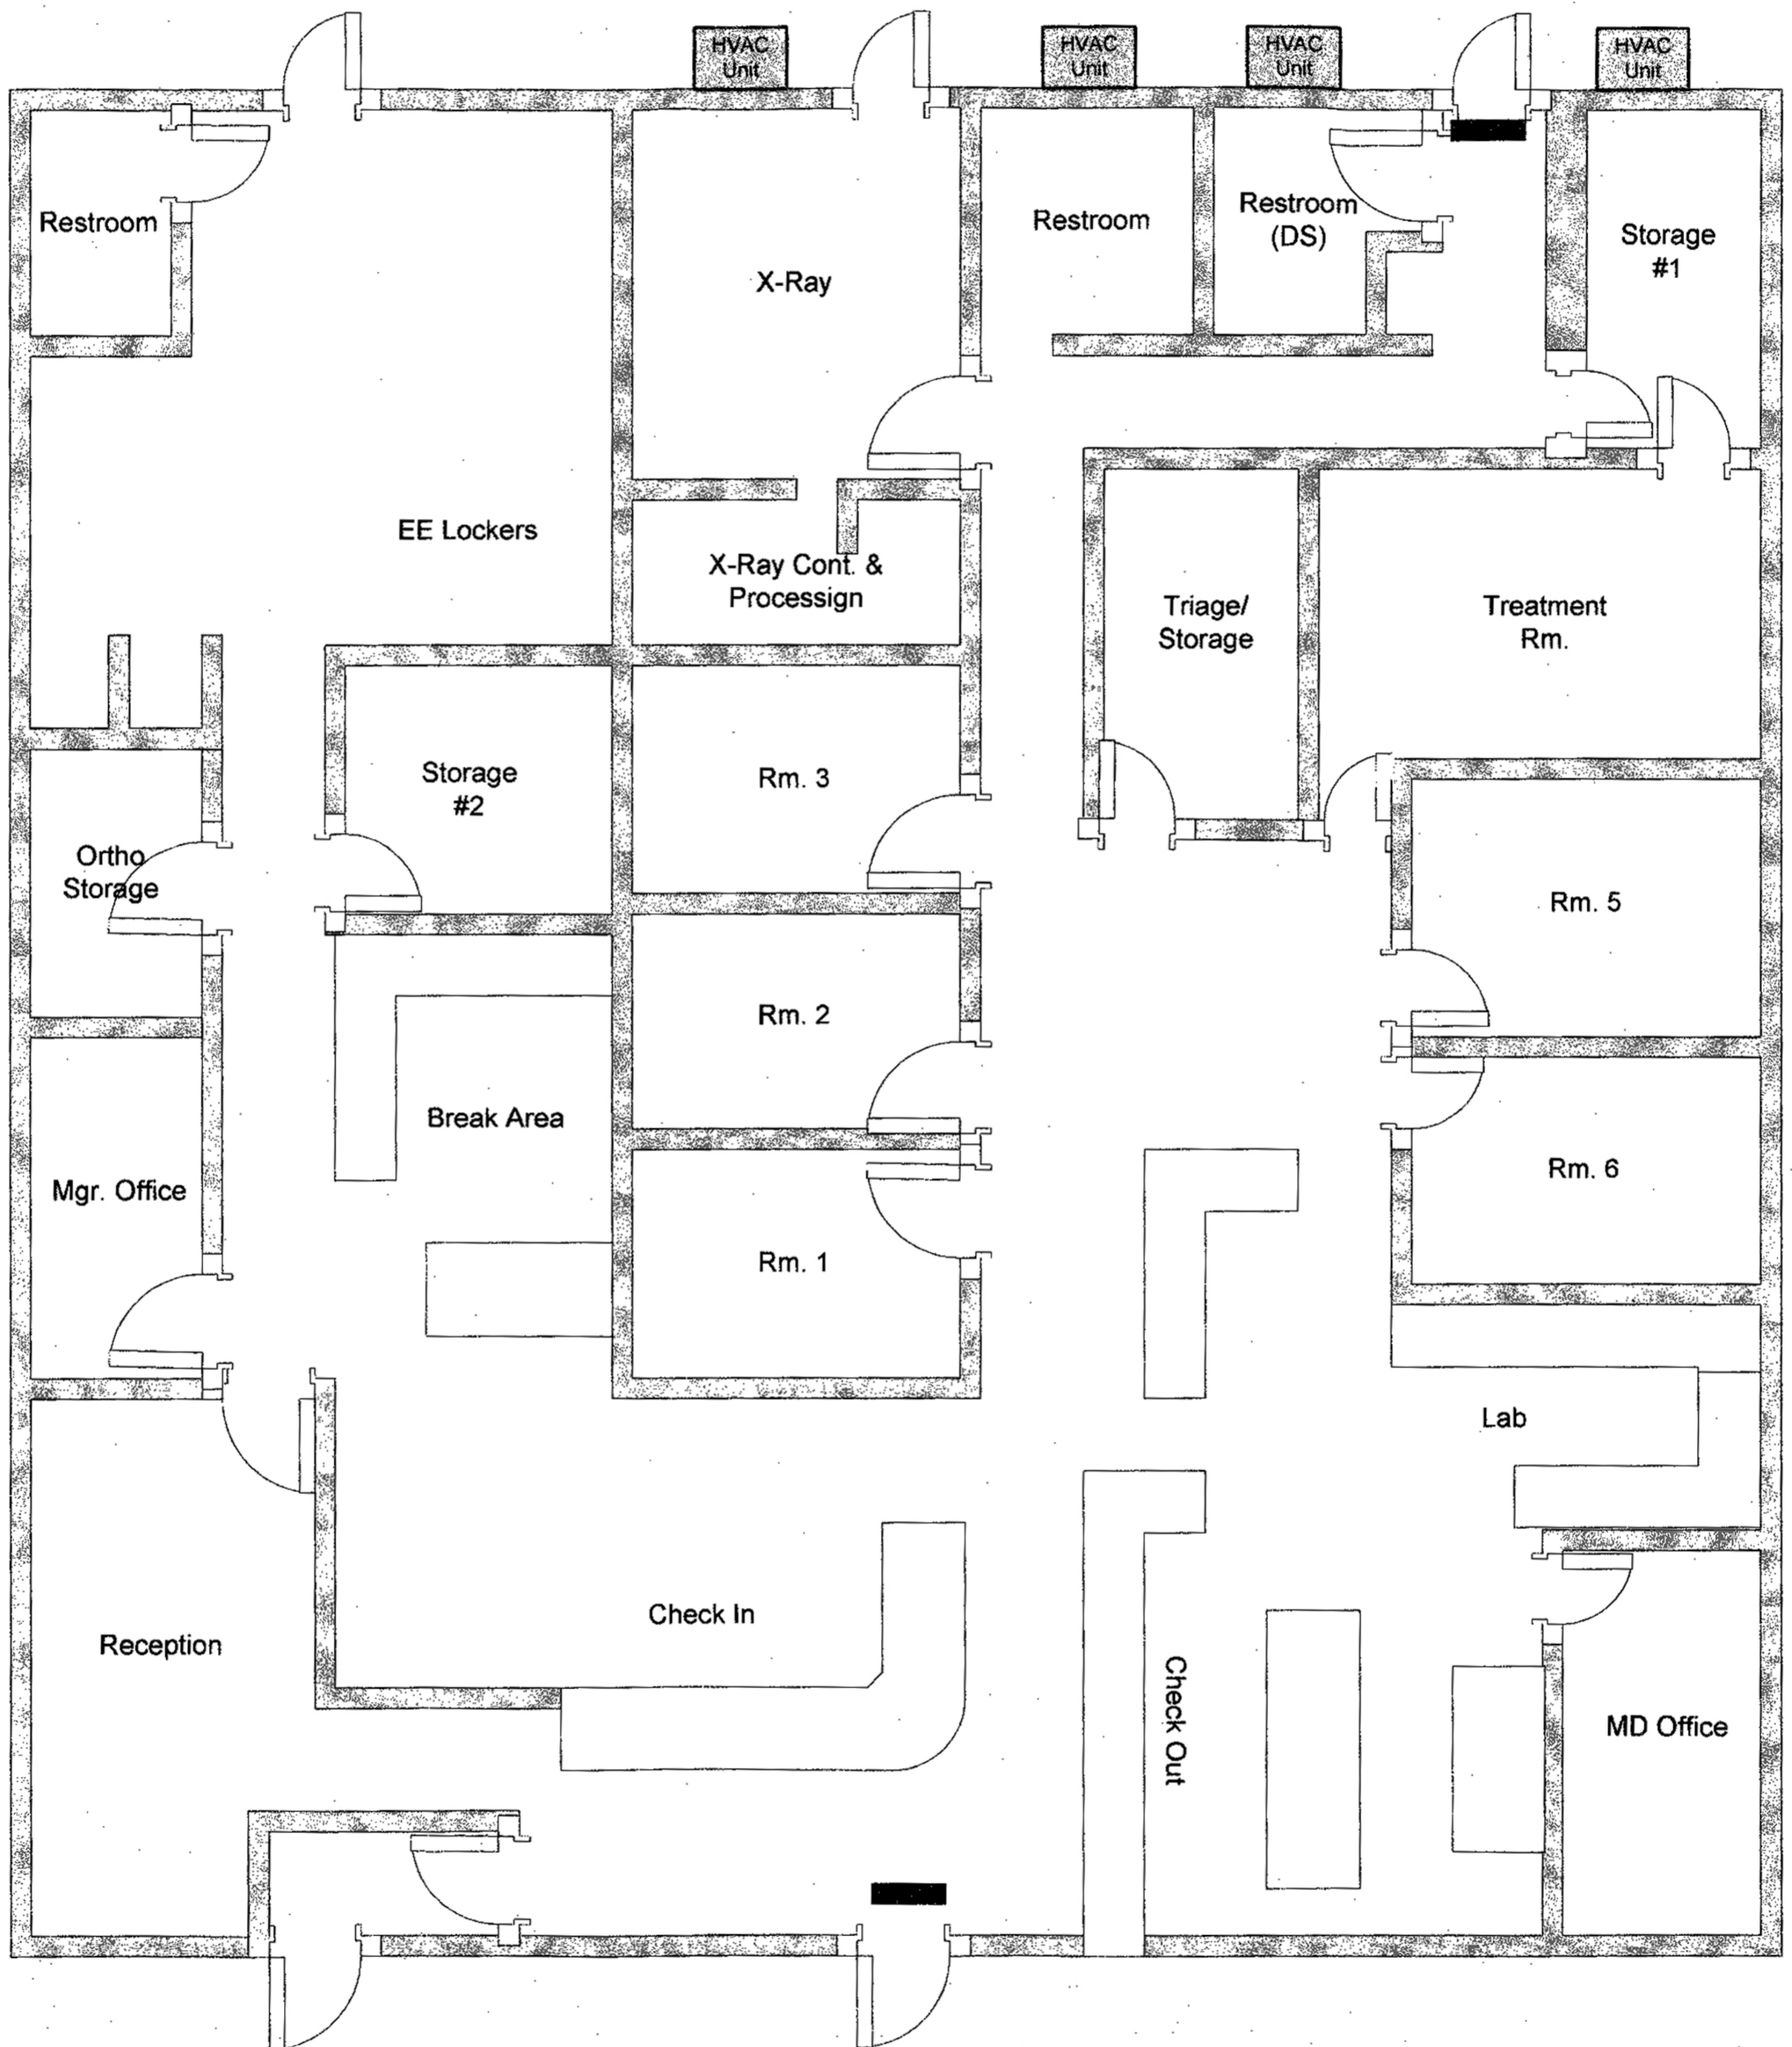 HVAC
Unit
HVAC
Unit
HVAC
Unit
HVAC
Unit
Restroom
X-Ray
Restroom
Restroom
(DS)
Storage
#1
EE Lockers
X-Ray Cont. &
Processign
Triage/
Storage
Treatment
Rm.
Storage
#2
Rm. 3
Ortho
Storage
Rm. 5
Rm. 2
Break Area
Mgr. Office
Rm. 6
Rm. 1
Lab
Check In
Reception
Check Out
MD Office